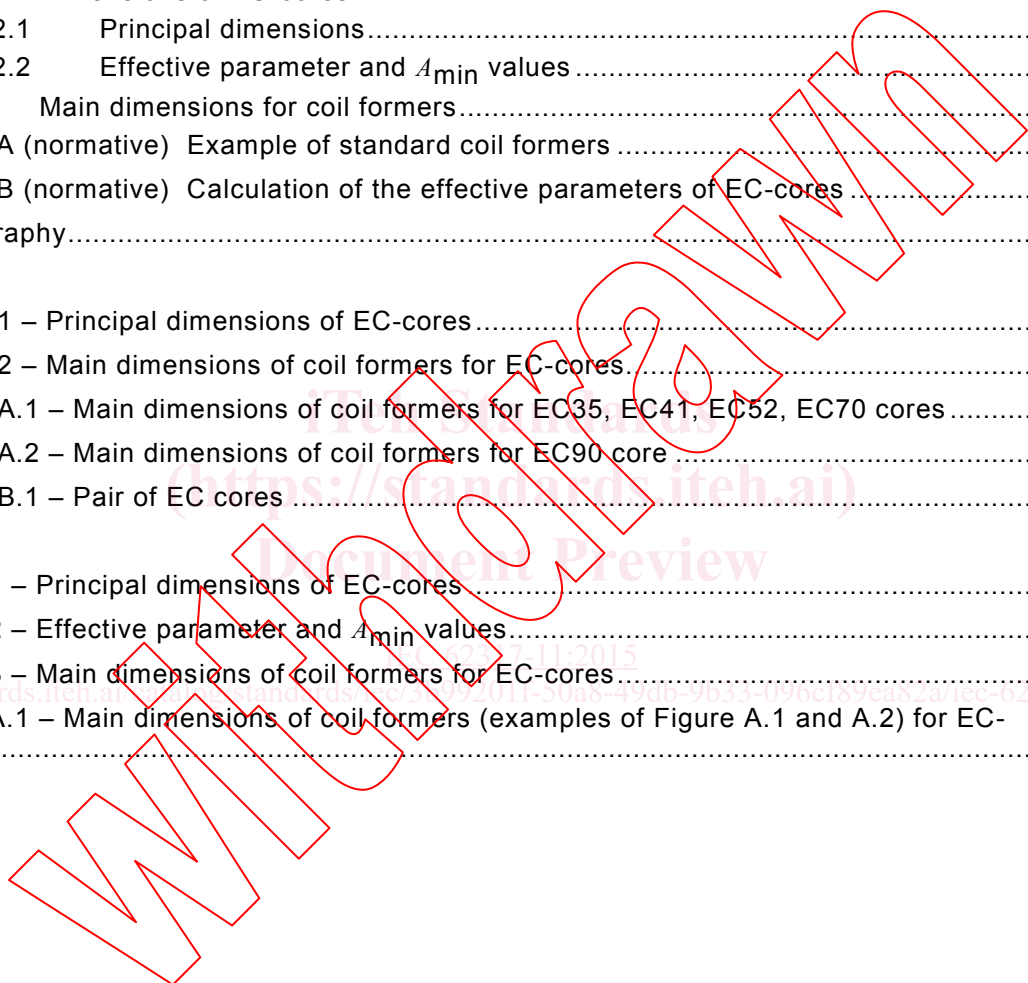 2.1 Principal dimensions
2.2 Effective parameter and Amin values
Main dimensions for coil formers
A (normative) Example of standard coil formers
B (normative) Calculation of the effective parameters of EC-cores
raphy
1 – Principal dimensions of EC-cores
2 – Main dimensions of coil formers for EC-cores
iTeh Standards
A.1 – Main dimensions of coil formers for EC35, EC41, EC52, EC70 cores
A.2 – Main dimensions of coil formers for EC90 core
(https://standards.iteh.ai)
B.1 – Pair of EC cores
Document Preview
– Principal dimensions of EC-cores
– Effective parameter and Amin values
IEC 62317-11:2015
– Main dimensions of coil formers for EC-cores
A.1 – Main dimensions of coil formers (examples of Figure A.1 and A.2) for EC-
withdrawn